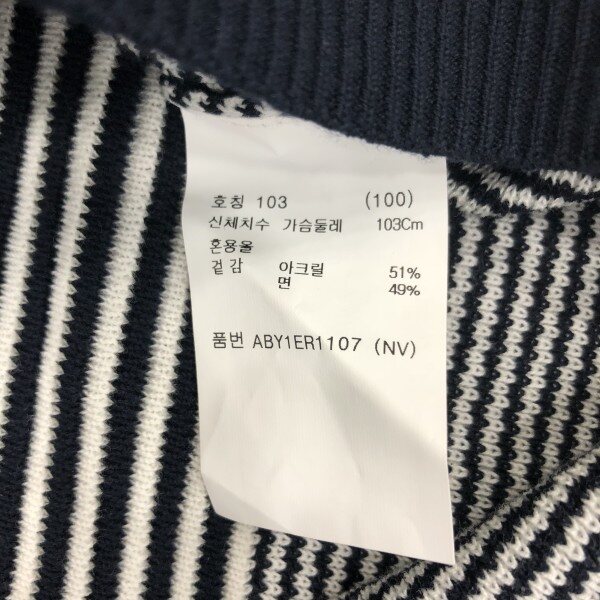 호칭 103 (100)
신체치수 가슴둘레 103Cm
혼용율
겉감 아크릴 51%
면 49%
품번 ABY1ER1107 (NV)